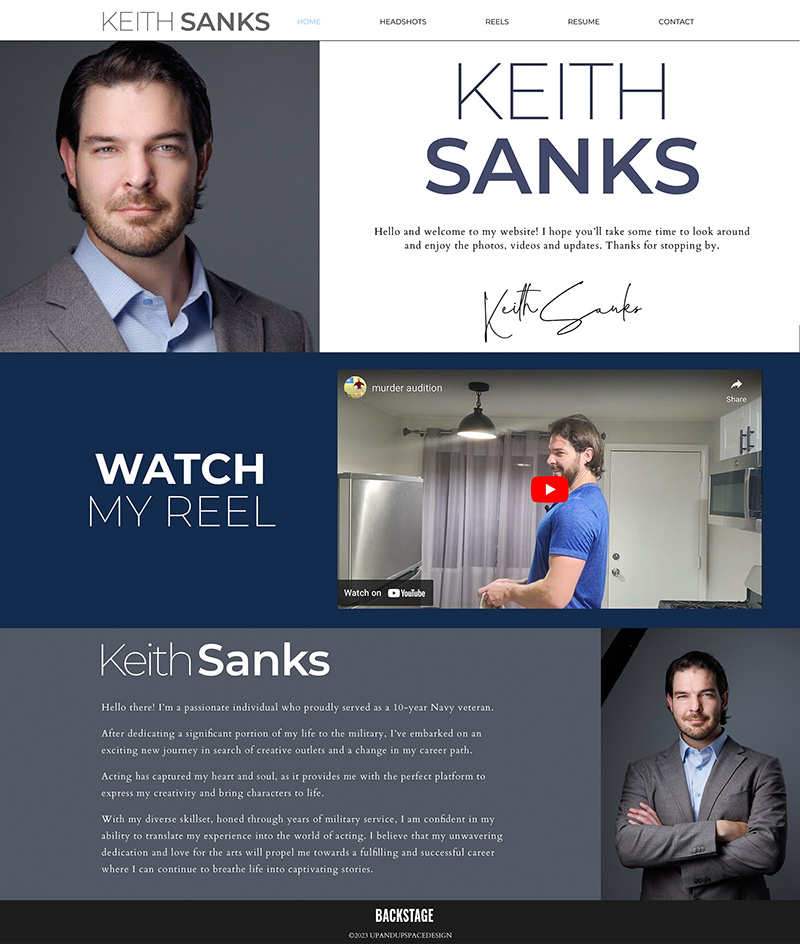 KEITH SANKS
HOME
HEADSHOTS
REELS
RESUME
CONTACT
KEITH
SANKS
Hello and welcome to my website! I hope you'll take some time to look around
and enjoy the photos, videos and updates. Thanks for stopping by.
Keith Sanks
murder audition
Share
WATCH
MY REEL
Watch on YouTube
Keith Sanks
Hello there! I'm a passionate individual who proudly served as a 10-year Navy veteran.
After dedicating a significant portion of my life to the military, I've embarked on an
exciting new journey in search of creative outlets and a change in my career path.
Acting has captured my heart and soul, as it provides me with the perfect platform to
express my creativity and bring characters to life.
With my diverse skillset, honed through years of military service, I am confident in my
ability to translate my experience into the world of acting. I believe that my unwavering
dedication and love for the arts will propel me towards a fulfilling and successful career
where I can continue to breathe life into captivating stories.
BACKSTAGE
©2023 UPANDUPSPACEDESIGN